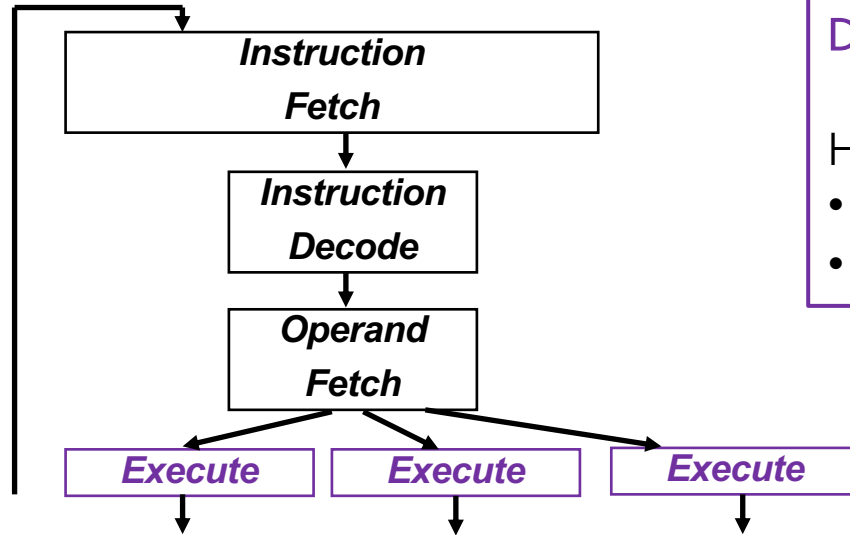 Instruction
Fetch
Instruction
Decode
Operand
Fetch
Execute
Execute
Execute
D
•
•